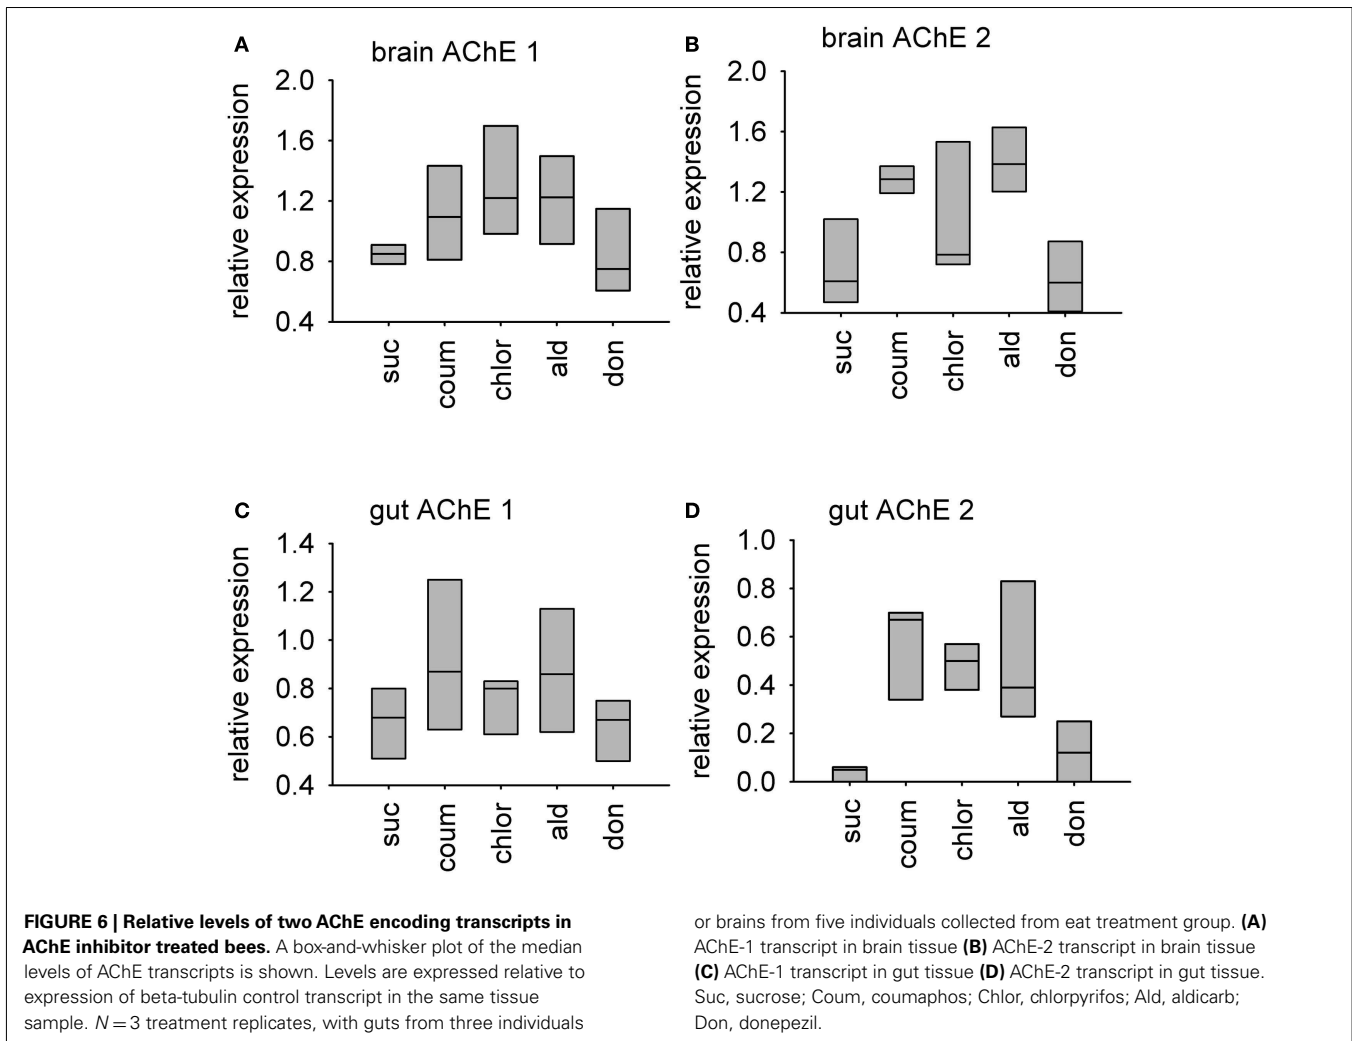 A
brain AChE 1
relative expression
2.0
1.6
1.2
0.8
0.4
suc
coum
chlor
ald
don
B
brain AChE 2
relative expression
2.0
1.6
1.2
0.8
0.4
suc
coum
chlor
ald
don
C
gut AChE 1
relative expression
1.4
1.2
1.0
0.8
0.6
0.4
suc
coum
chlor
ald
don
D
gut AChE 2
relative expression
1.0
0.8
0.6
0.4
0.2
0.0
suc
coum
chlor
ald
don
FIGURE 6 | Relative levels of two AChE encoding transcripts in
AChE inhibitor treated bees. A box-and-whisker plot of the median
levels of AChE transcripts is shown. Levels are expressed relative to
expression of beta-tubulin control transcript in the same tissue
sample. N = 3 treatment replicates, with guts from three individuals
or brains from five individuals collected from eat treatment group. (A)
AChE-1 transcript in brain tissue (B) AChE-2 transcript in brain tissue
(C) AChE-1 transcript in gut tissue (D) AChE-2 transcript in gut tissue.
Suc, sucrose; Coum, coumaphos; Chlor, chlorpyrifos; Ald, aldicarb;
Don, donepezil.